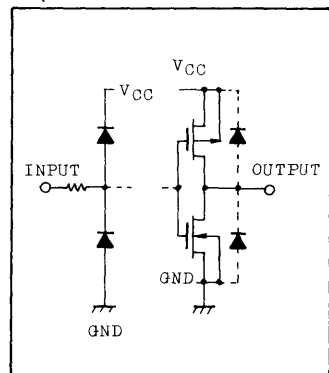 VCC
VCC
INPUT
OUTPUT
GND
GND